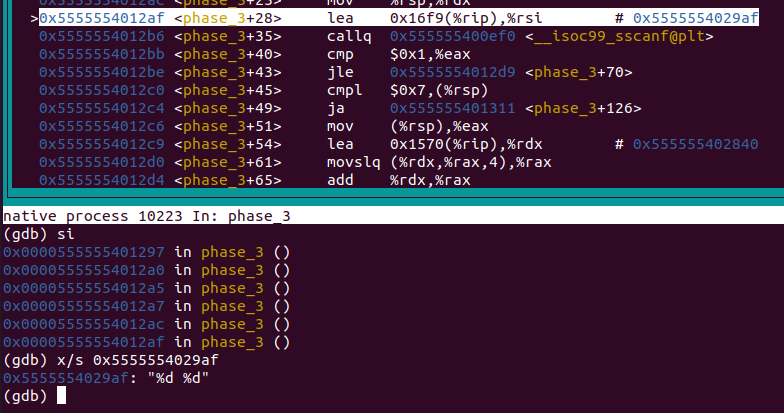 0x5555554012ac <phase_3+25> mov %rsp,%rdx
>0x5555554012af <phase_3+28> lea 0x16f9(%rip),%rsi # 0x5555554029af
0x5555554012b6 <phase_3+35> callq 0x555555400ef0 <__isoc99_sscanf@plt>
0x5555554012bb <phase_3+40> cmp $0x1,%eax
0x5555554012be <phase_3+43> jle 0x5555554012d9 <phase_3+70>
0x5555554012c0 <phase_3+45> cmpl $0x7,(%rsp)
0x5555554012c4 <phase_3+49> ja 0x555555401311 <phase_3+126>
0x5555554012c6 <phase_3+51> mov (%rsp),%eax
0x5555554012c9 <phase_3+54> lea 0x1570(%rip),%rdx # 0x555555402840
0x5555554012d0 <phase_3+61> movslq (%rdx,%rax,4),%rax
0x5555554012d4 <phase_3+65> add %rdx,%rax
native process 10223 In: phase_3
(gdb) si
0x0000555555401297 in phase_3 ()
0x00005555554012a0 in phase_3 ()
0x00005555554012a5 in phase_3 ()
0x00005555554012a7 in phase_3 ()
0x00005555554012ac in phase_3 ()
0x00005555554012af in phase_3 ()
(gdb) x/s 0x5555554029af
0x5555554029af: "%d %d"
(gdb)